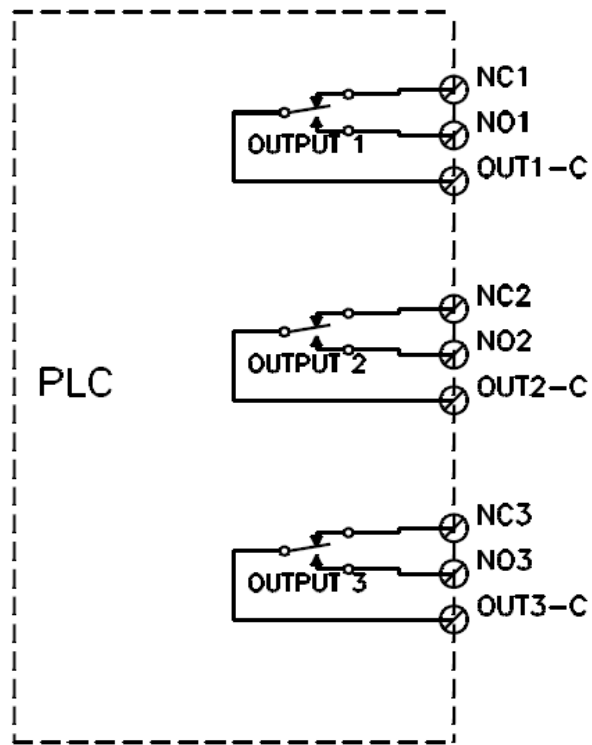 NC1
NO1
OUTPUT 1
OUT1-C
NC2
NO2
OUTPUT 2
OUT2-C
PLC
NC3
NO3
OUTPUT 3
OUT3-C